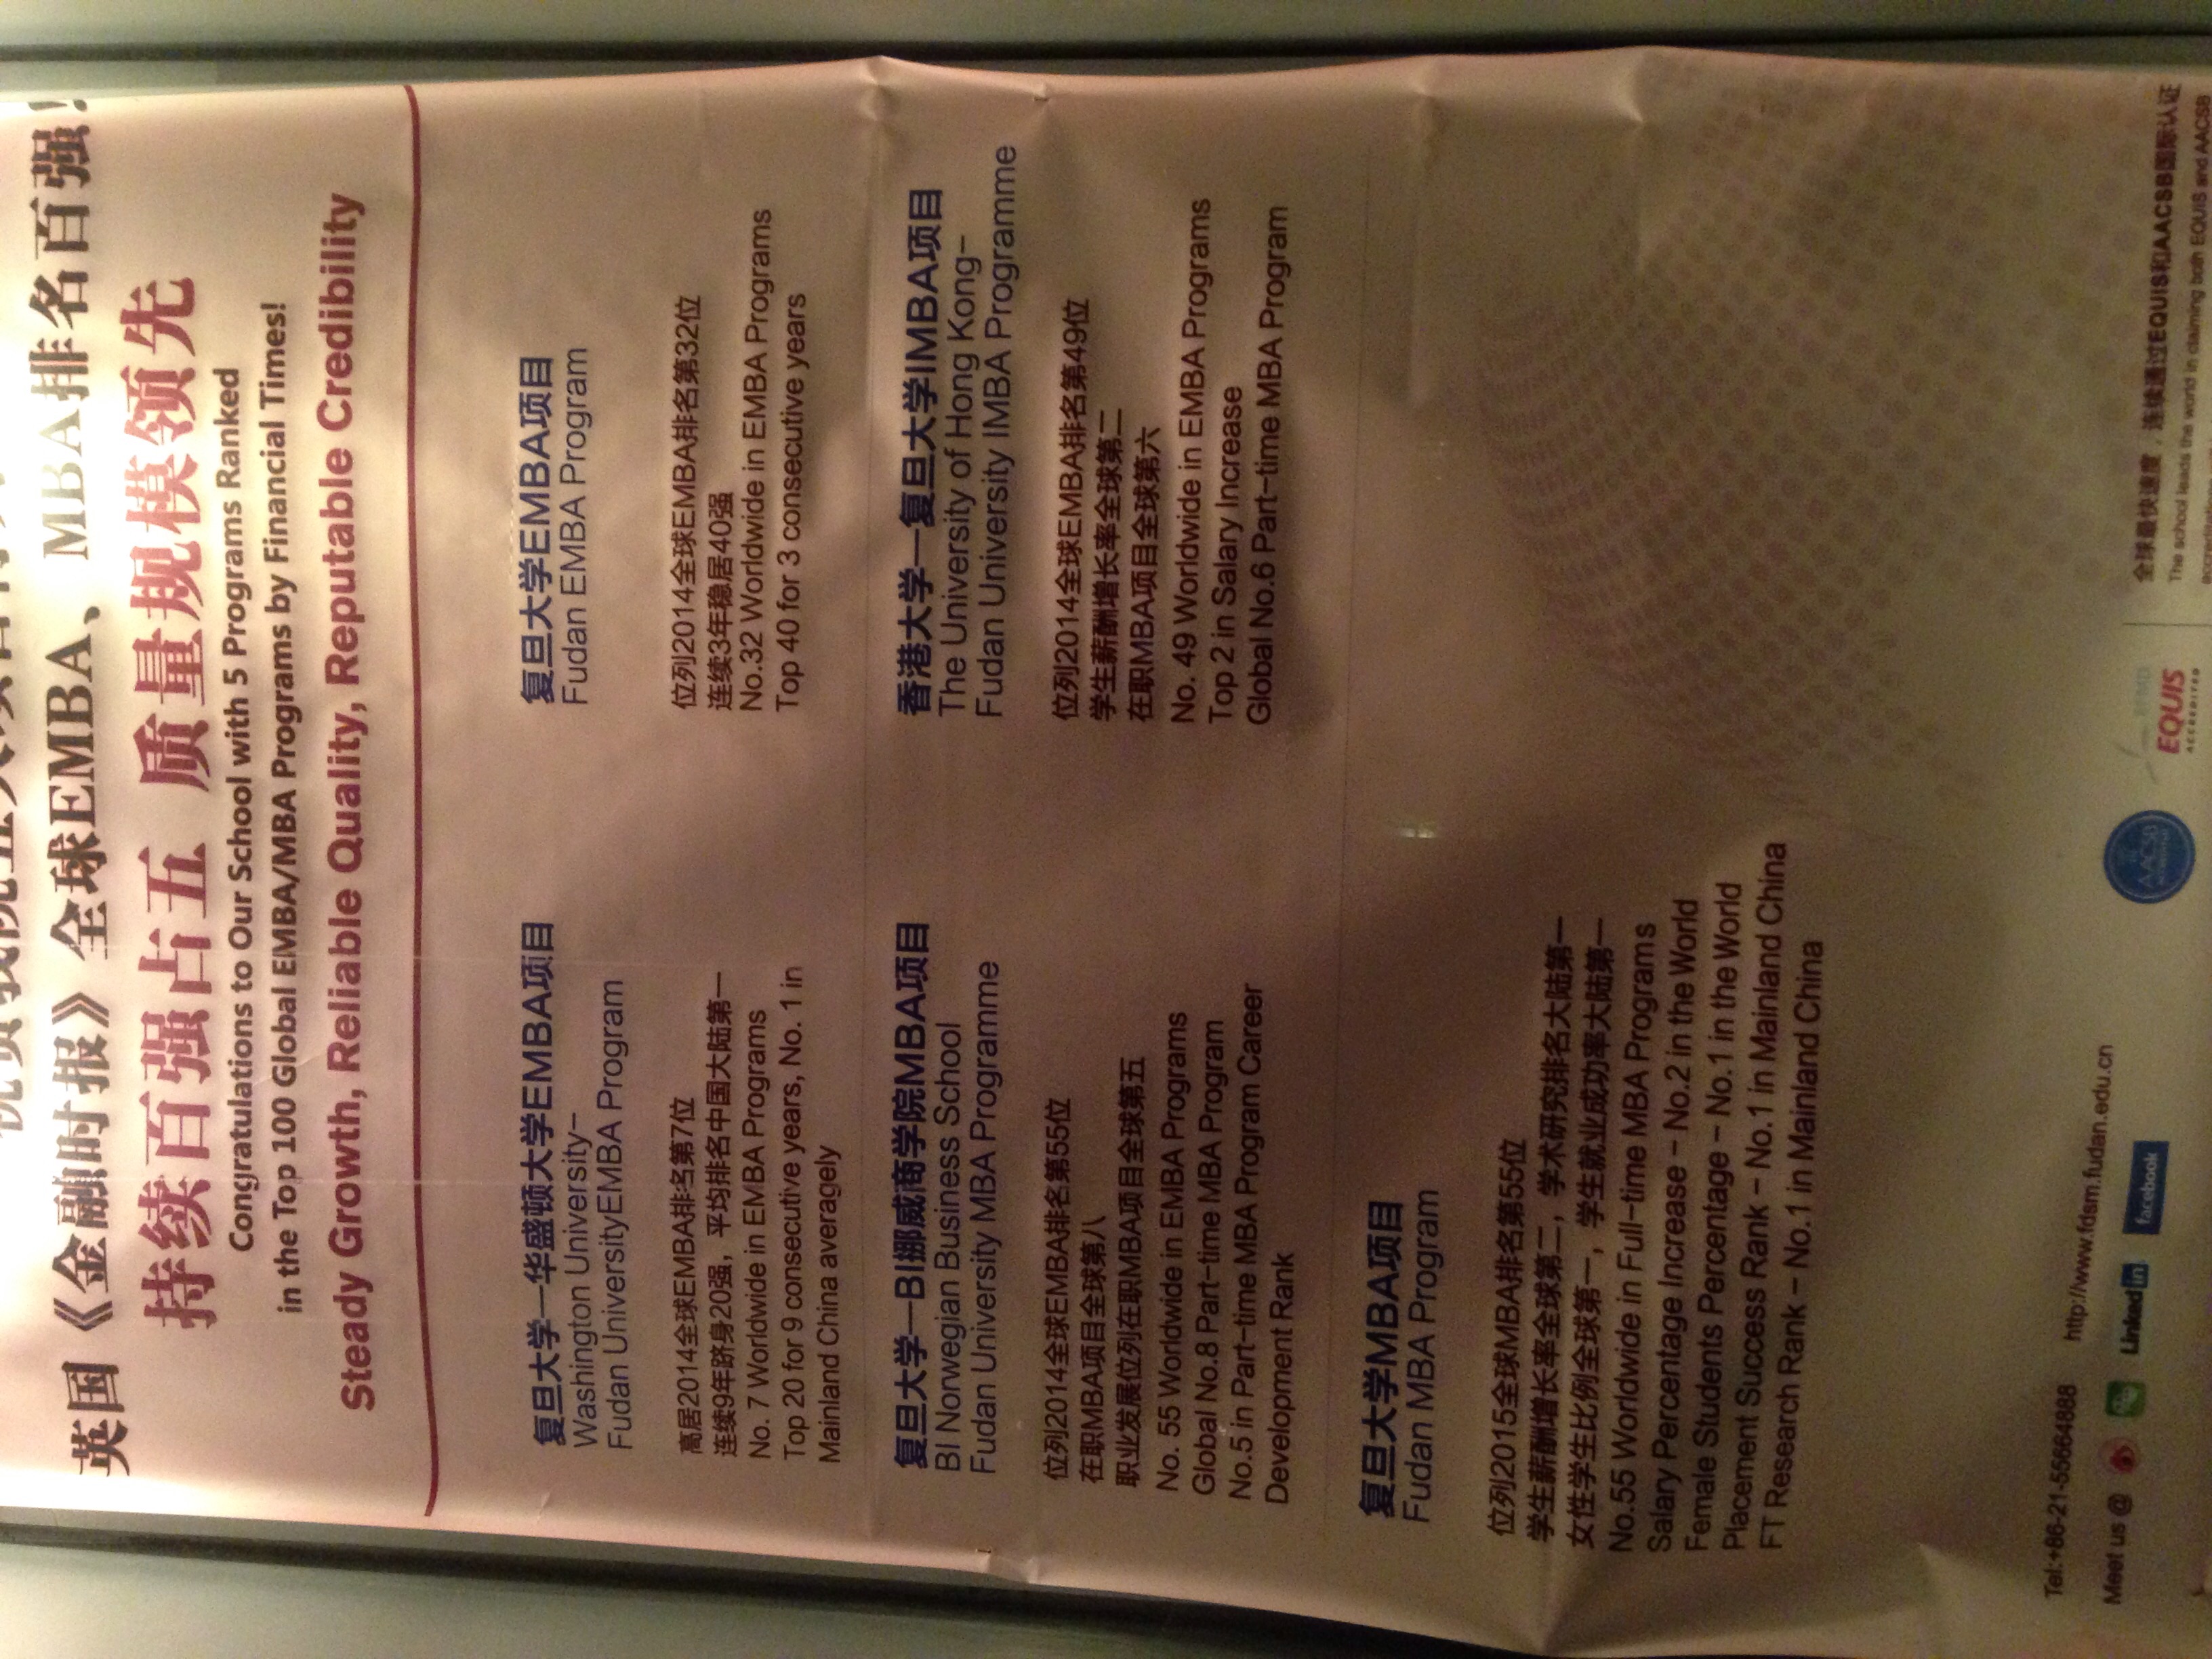 英国《金融时报》全球EMBA、MBA排名百强!
持续百强占五 质量规模领先
Congratulations to Our School with 5 Programs Ranked
in the Top 100 Global EMBA/MBA Programs by Financial Times!
Steady Growth, Reliable Quality, Reputable Credibility
复旦大学—华盛顿大学EMBA项目
Washington University-
Fudan UniversityEMBA Program
高居2014全球EMBA排名第7位
连续9年跻身20强，平均排名中国大陆第一
No. 7 Worldwide in EMBA Programs
Top 20 for 9 consecutive years, No. 1 in
Mainland China averagely
复旦大学EMBA项目
Fudan EMBA Program
位列2014全球EMBA排名第32位
连续3年稳居40强
No.32 Worldwide in EMBA Programs
Top 40 for 3 consecutive years
复旦大学—BI挪威商学院MBA项目
BI Norwegian Business School
Fudan University MBA Programme
位列2014全球EMBA排名第55位
在职MBA项目全球第八
职业发展位列在职MBA项目全球第五
No. 55 Worldwide in EMBA Programs
Global No.8 Part-time MBA Program
No.5 in Part-time MBA Program Career
Development Rank
香港大学—复旦大学IMBA项目
The University of Hong Kong-
Fudan University IMBA Programme
位列2014全球EMBA排名第49位
学生薪酬增长率全球第二
在职MBA项目全球第六
No. 49 Worldwide in EMBA Programs
Top 2 in Salary Increase
Global No.6 Part-time MBA Program
复旦大学MBA项目
Fudan MBA Program
位列2015全球MBA排名第55位
学生薪酬增长率全球第二，学术研究排名大陆第一
女性学生比例全球第一，学生就业成功率大陆第一
No.55 Worldwide in Full-time MBA Programs
Salary Percentage Increase - No.2 in the World
Female Students Percentage - No.1 in the World
Placement Success Rank - No.1 in Mainland China
FT Research Rank - No.1 in Mainland China
Tel:+86-21-55664888 http://www.fdsm.fudan.edu.cn
Meet us @ Linkedin facebook
AACSB
ACCREDITED
EFMD
EQUIS
ACCREDITED
全球最快速度，连续通过EQUIS和AACSB国际认证
The school leads the world in claiming both EQUIS and AACSB